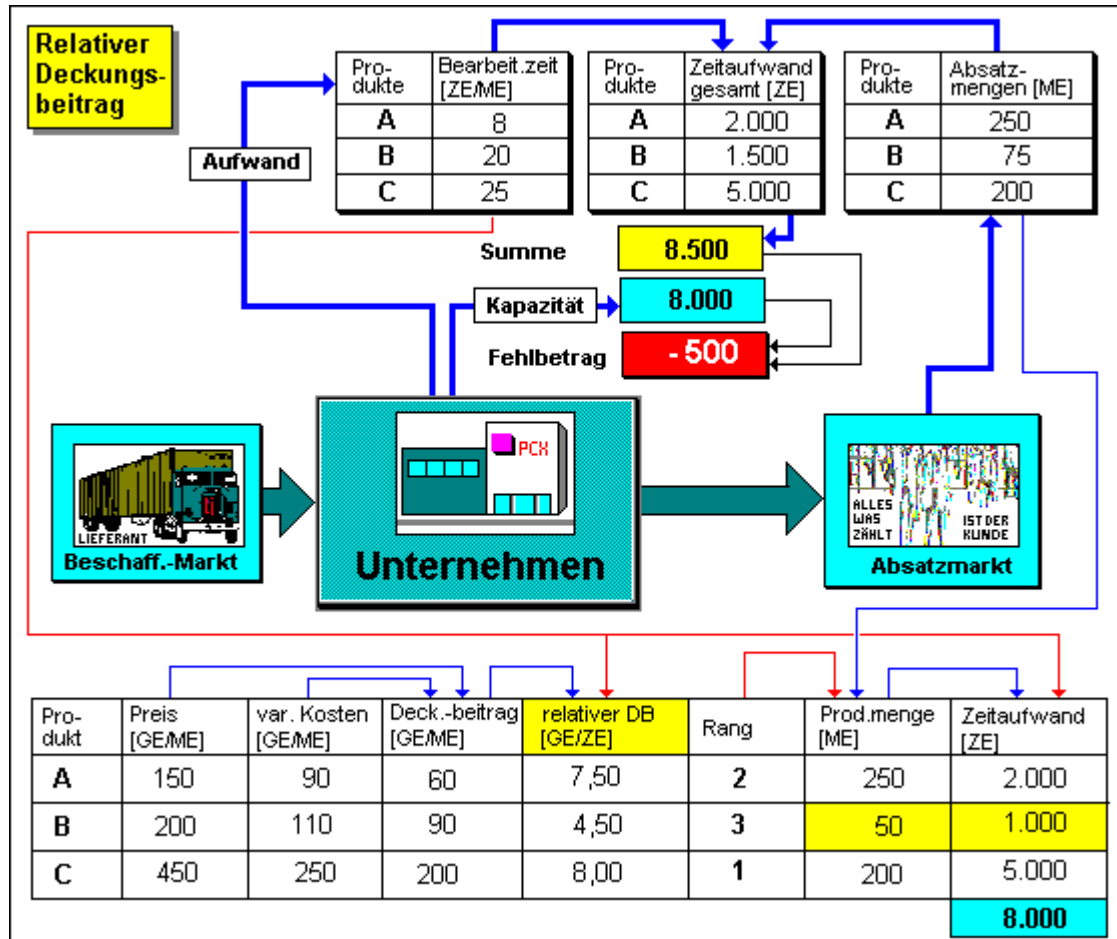 Relativer
Deckungs-
beitrag
Pro-
dukte
Bearbeit.zeit
[ZE/ME]
A 8
B 20
C 25
Pro-
dukte
Zeitaufwand
gesamt [ZE]
A 2.000
B 1.500
C 5.000
Pro-
dukte
Absatz-
mengen [ME]
A 250
B 75
C 200
Aufwand
Summe 8.500
Kapazität 8.000
Fehlbetrag - 500
LIEFERANT
Beschaff.-Markt
PCX
Unternehmen
ALLES
WAS
ZÄHLT
IST DER
KUNDE
Absatzmarkt
Pro-
dukt
Preis
[GE/ME]
var. Kosten
[GE/ME]
Deck.-beitrag
[GE/ME]
relativer DB
[GE/ZE]
Rang
Prod.menge
[ME]
Zeitaufwand
[ZE]
A 150 90 60 7,50 2 250 2.000
B 200 110 90 4,50 3 50 1.000
C 450 250 200 8,00 1 200 5.000
8.000